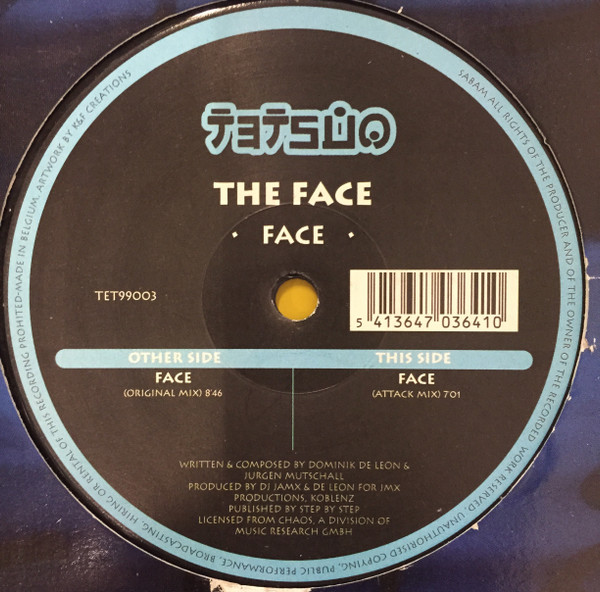 TETSUO
THE FACE
• FACE •
TET99003
5 413647 036410
OTHER SIDE
FACE
(ORIGINAL MIX) 8'46
THIS SIDE
FACE
(ATTACK MIX) 7'01
WRITTEN & COMPOSED BY DOMINIK DE LEON &
JURGEN MUTSCHALL
PRODUCED BY DJ JAMX & DE LEON FOR JMX
PRODUCTIONS, KOBLENZ
PUBLISHED BY STEP BY STEP
LICENSED FROM CHAOS, A DIVISION OF
MUSIC RESEARCH GMBH
SABAM ALL RIGHTS OF THE PRODUCER AND OF THE OWNER OF THE RECORDED WORK RESERVED. UNAUTHORISED COPYING, PUBLIC PERFORMANCE, BROADCASTING, HIRING OR RENTAL OF THIS RECORDING PROHITED-MADE IN BELGIUM. ARTWORK BY K&F CREATIONS